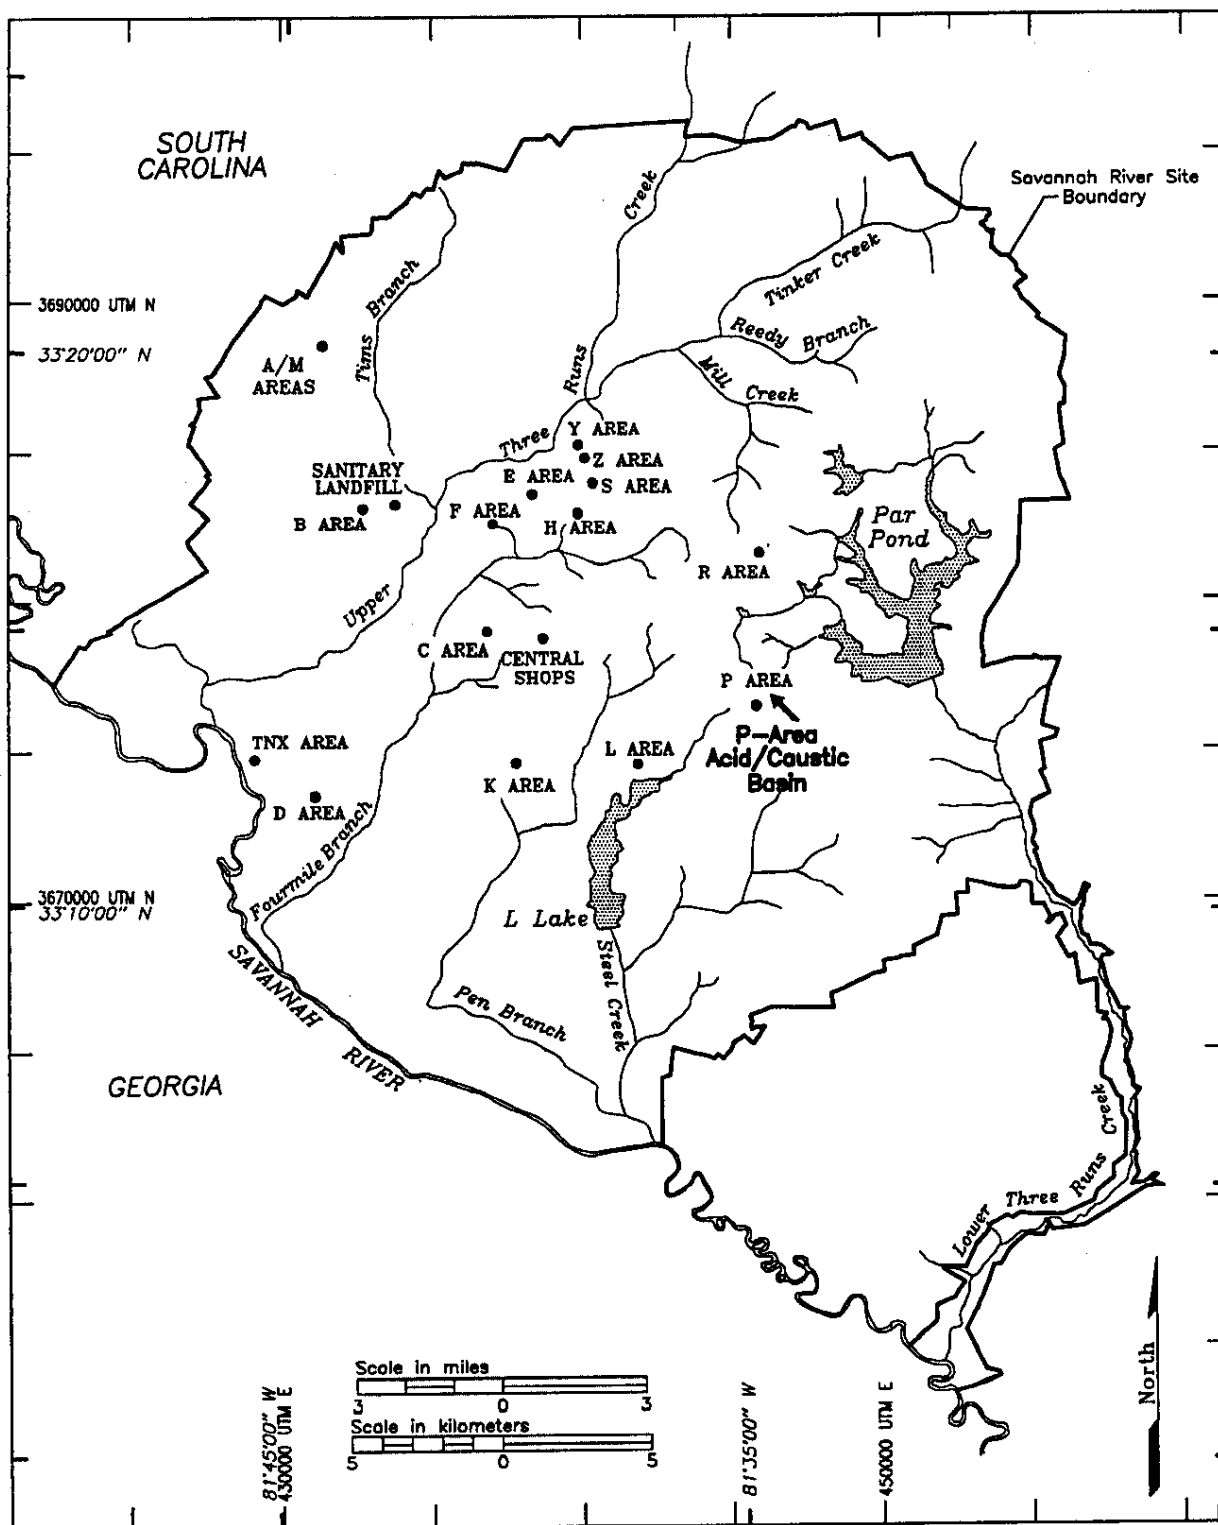 SOUTH
CAROLINA
Savannah River Site
Boundary
Creek
Tinker Creek
Tims Branch
3690000 UTM N
33°20'00" N
Reedy Branch
A/M
AREAS
Runs
Mill Creek
Three
Y AREA
Z AREA
SANITARY
LANDFILL
E AREA
S AREA
B AREA
F AREA
H AREA
Par
Pond
R AREA
Upper
C AREA
CENTRAL
SHOPS
P AREA
TNX AREA
L AREA
P-Area
Acid/Caustic
Basin
K AREA
D AREA
Fourmile Branch
3670000 UTM N
33°10'00" N
L Lake
SAVANNAH
RIVER
Steel Creek
Pen Branch
GEORGIA
Lower Three Runs Creek
North
Scale in miles
3 0 3
Scale in kilometers
5 0 5
81°45'00" W
430000 UTM E
81°35'00" W
450000 UTM E